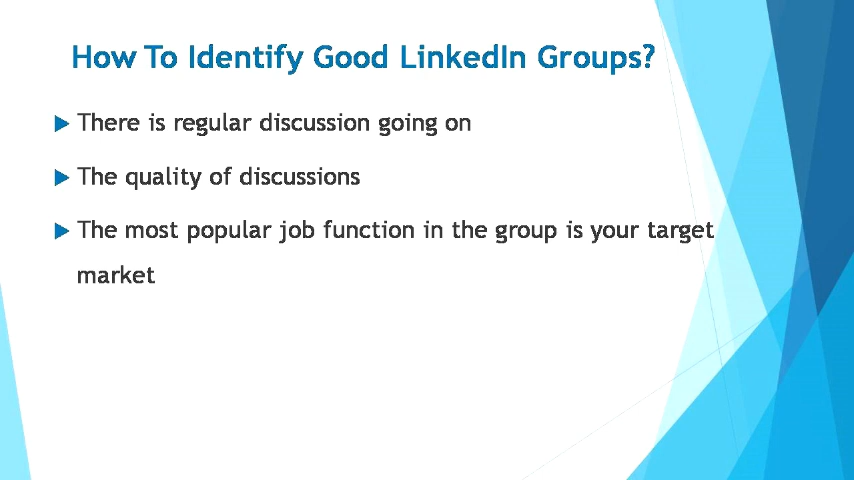 How To Identify Good LinkedIn Groups?
There is regular discussion going on
The quality of discussions
The most popular job function in the group is your target
market